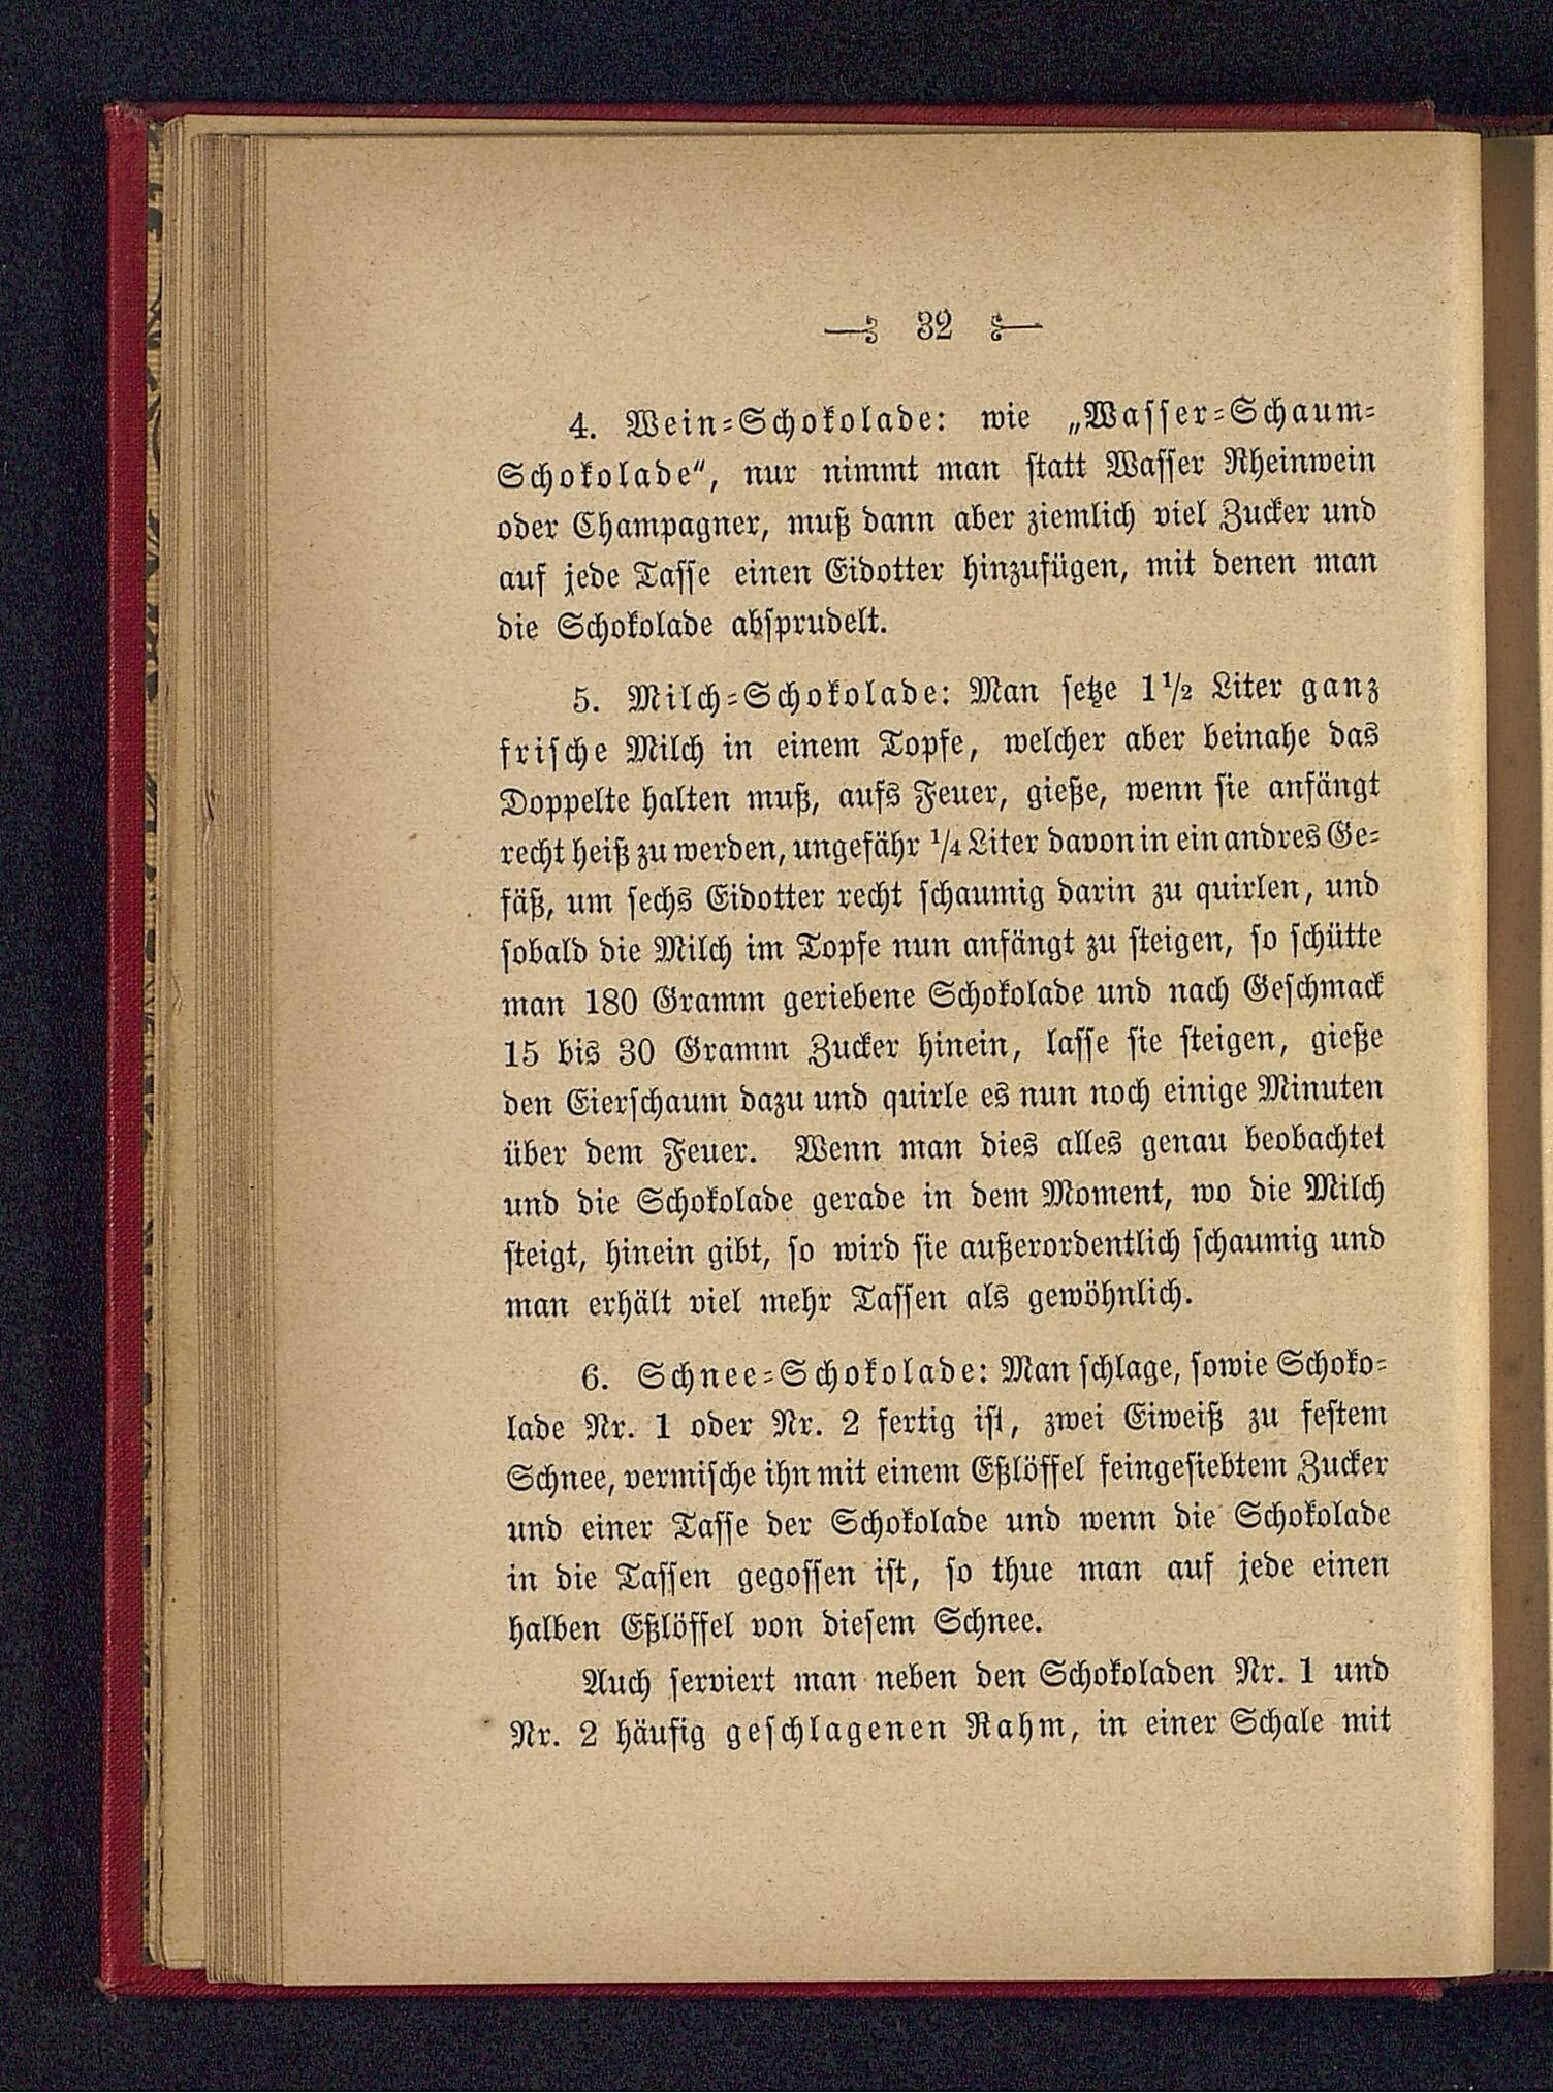 32
4. Wein-Schokolade: wie „Wasser-Schaum-
Schokolade“, nur nimmt man statt Wasser Rheinwein
oder Champagner, muß dann aber ziemlich viel Zucker und
auf jede Tasse einen Eidotter hinzufügen, mit denen man
die Schokolade absprudelt.
5. Milch-Schokolade: Man setze 1½ Liter ganz
frische Milch in einem Topfe, welcher aber beinahe das
Doppelte halten muß, aufs Feuer, gieße, wenn sie anfängt
recht heiß zu werden, ungefähr ¼ Liter davon in ein andres Ge-
fäß, um sechs Eidotter recht schaumig darin zu quirlen, und
sobald die Milch im Topfe nun anfängt zu steigen, so schütte
man 180 Gramm geriebene Schokolade und nach Geschmack
15 bis 30 Gramm Zucker hinein, lasse sie steigen, gieße
den Eierschaum dazu und quirle es nun noch einige Minuten
über dem Feuer. Wenn man dies alles genau beobachtet
und die Schokolade gerade in dem Moment, wo die Milch
steigt, hinein gibt, so wird sie außerordentlich schaumig und
man erhält viel mehr Tassen als gewöhnlich.
6. Schnee-Schokolade: Man schlage, sowie Schoko-
lade Nr. 1 oder Nr. 2 fertig ist, zwei Eiweiß zu festem
Schnee, vermische ihn mit einem Eßlöffel feingesiebtem Zucker
und einer Tasse der Schokolade und wenn die Schokolade
in die Tassen gegossen ist, so thue man auf jede einen
halben Eßlöffel von diesem Schnee.
Auch serviert man neben den Schokoladen Nr. 1 und
Nr. 2 häufig geschlagenen Rahm, in einer Schale mit